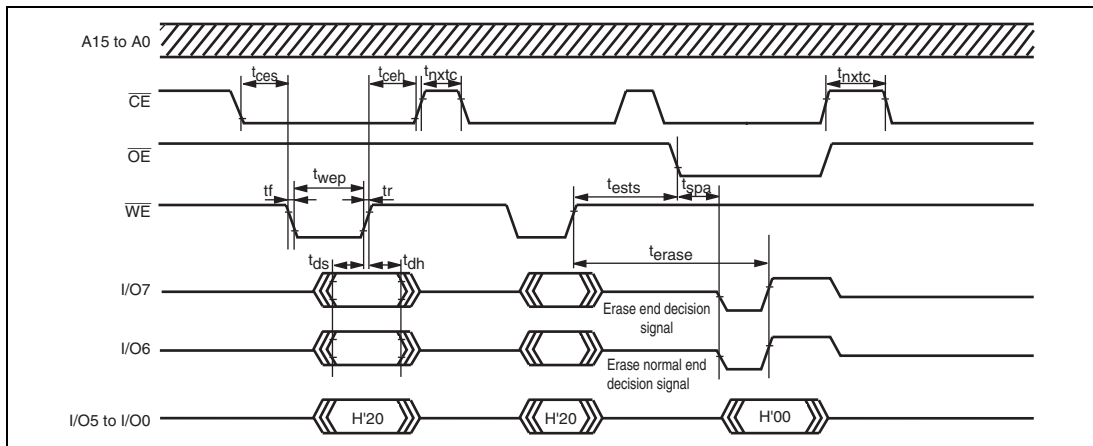 A15 to A0
tces
tceh
tnxtc
tnxtc
CE
OE
twep
tests
tspa
tf
tr
WE
terase
tds
tdh
I/O7
Erase end decision
signal
I/O6
Erase normal end
decision signal
I/O5 to I/O0
H'20
H'20
H'00